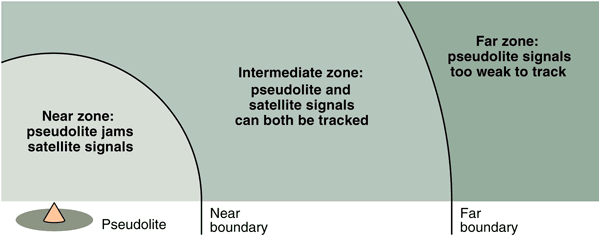 Near zone:
pseudolite jams
satellite signals
Intermediate zone:
pseudolite and
satellite signals
can both be tracked
Far zone:
pseudolite signals
too weak to track
Pseudolite
Near
boundary
Far
boundary